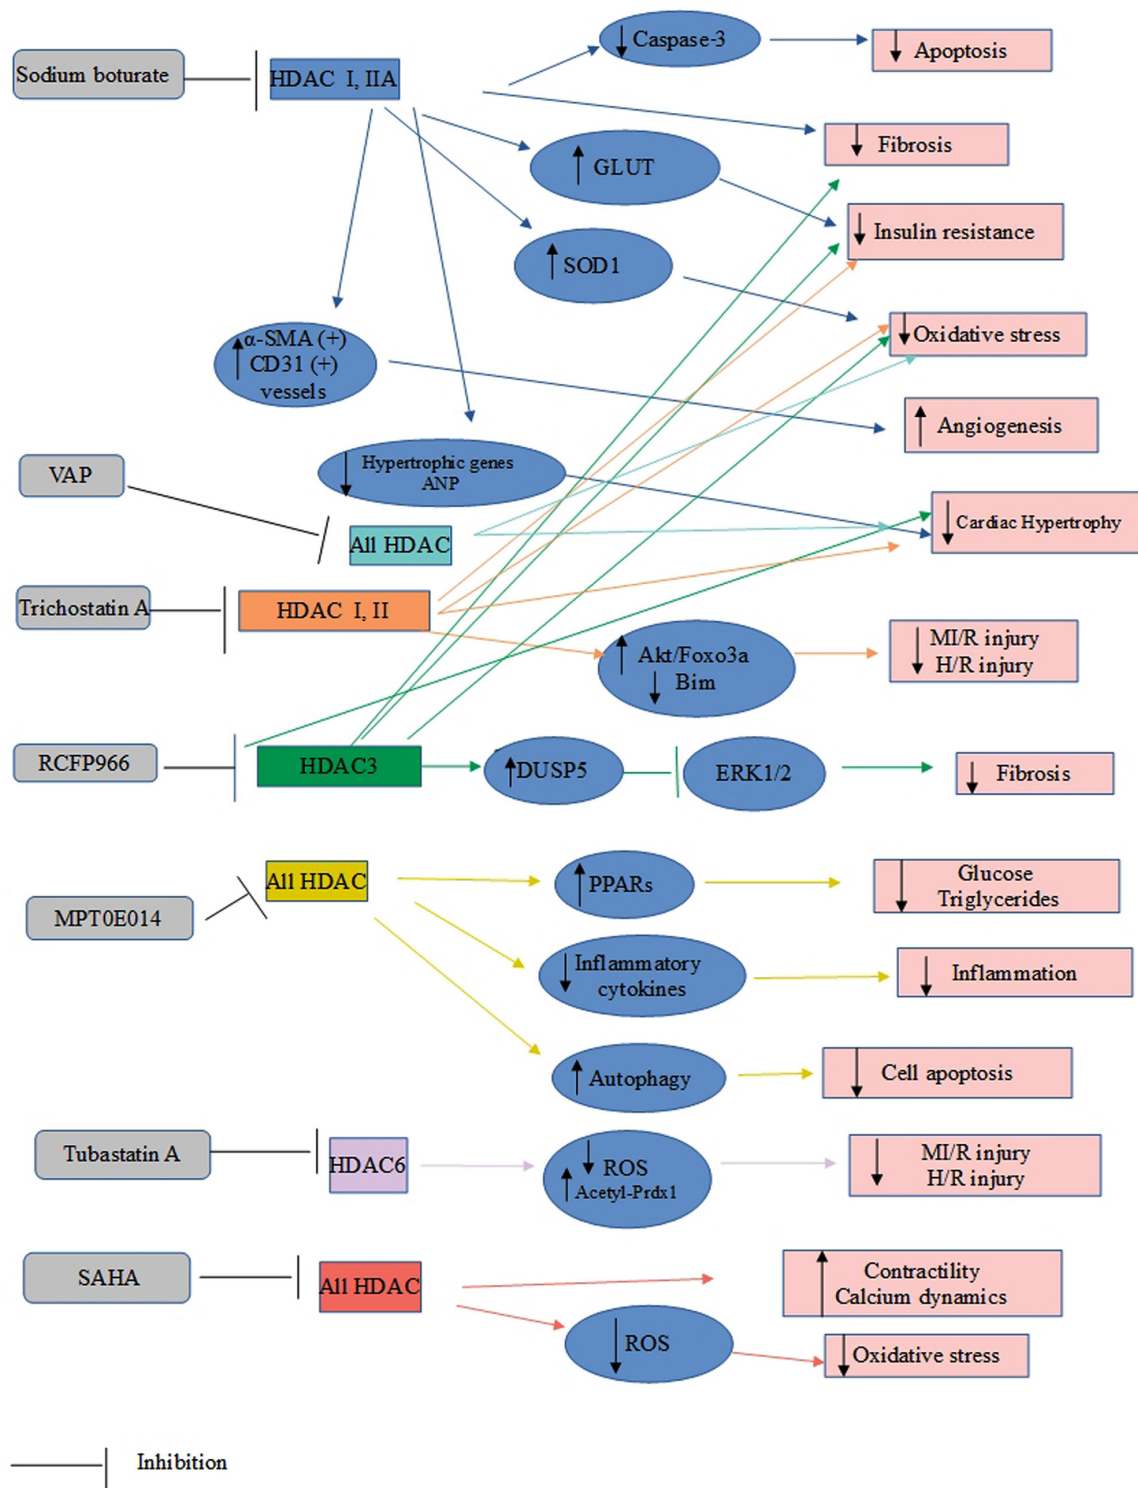 Caspase-3
Apoptosis
Sodium boturate
HDAC I, IIA
Fibrosis
GLUT
Insulin resistance
SOD1
Oxidative stress
α-SMA (+)
CD31 (+)
vessels
Angiogenesis
VAP
Hypertrophic genes
ANP
Cardiac Hypertrophy
All HDAC
Trichostatin A
HDAC I, II
Akt/Foxo3a
Bim
MI/R injury
H/R injury
RCFP966
HDAC3
DUSP5
ERK1/2
Fibrosis
All HDAC
PPARs
Glucose
Triglycerides
MPT0E014
Inflammatory
cytokines
Inflammation
Autophagy
Cell apoptosis
Tubastatin A
HDAC6
ROS
Acetyl-Prdx1
MI/R injury
H/R injury
SAHA
All HDAC
Contractility
Calcium dynamics
ROS
Oxidative stress
Inhibition